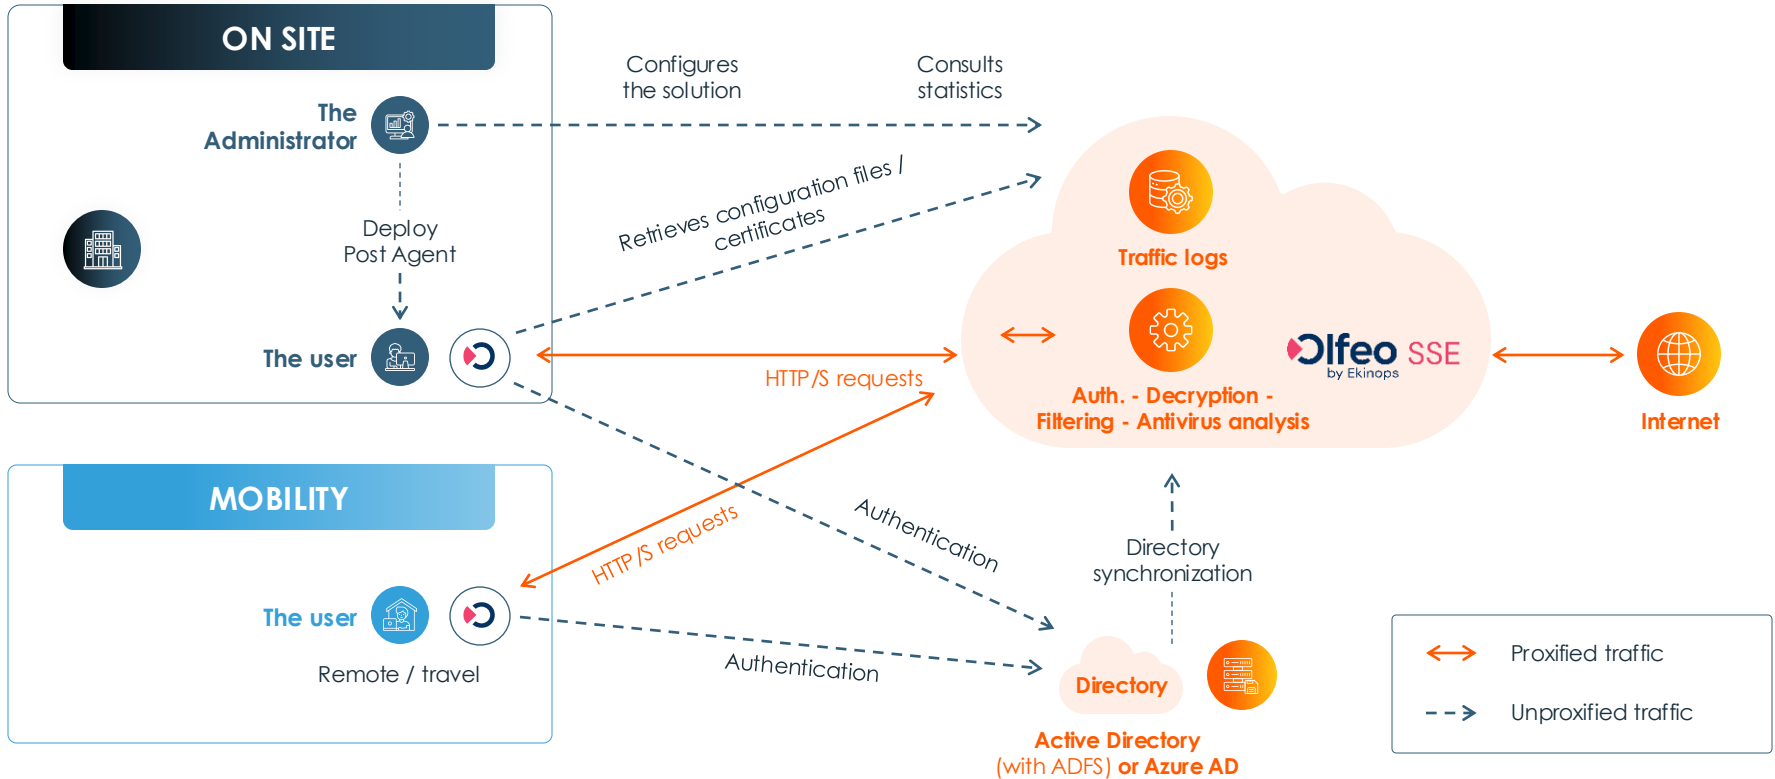 ON SITE
The
Administrator
Deploy
Post Agent
The user
Configures
the solution
Consults
statistics
Retrieves configuration files /
certificates
HTTP/S requests
Traffic logs
Auth. - Decryption -
Filtering - Antivirus analysis
Olfeo SSE
by Ekinops
Internet
MOBILITY
The user
Remote / travel
HTTP/S requests
Authentication
Authentication
Directory
synchronization
Directory
Active Directory
(with ADFS) or Azure AD
Proxified traffic
Unproxified traffic